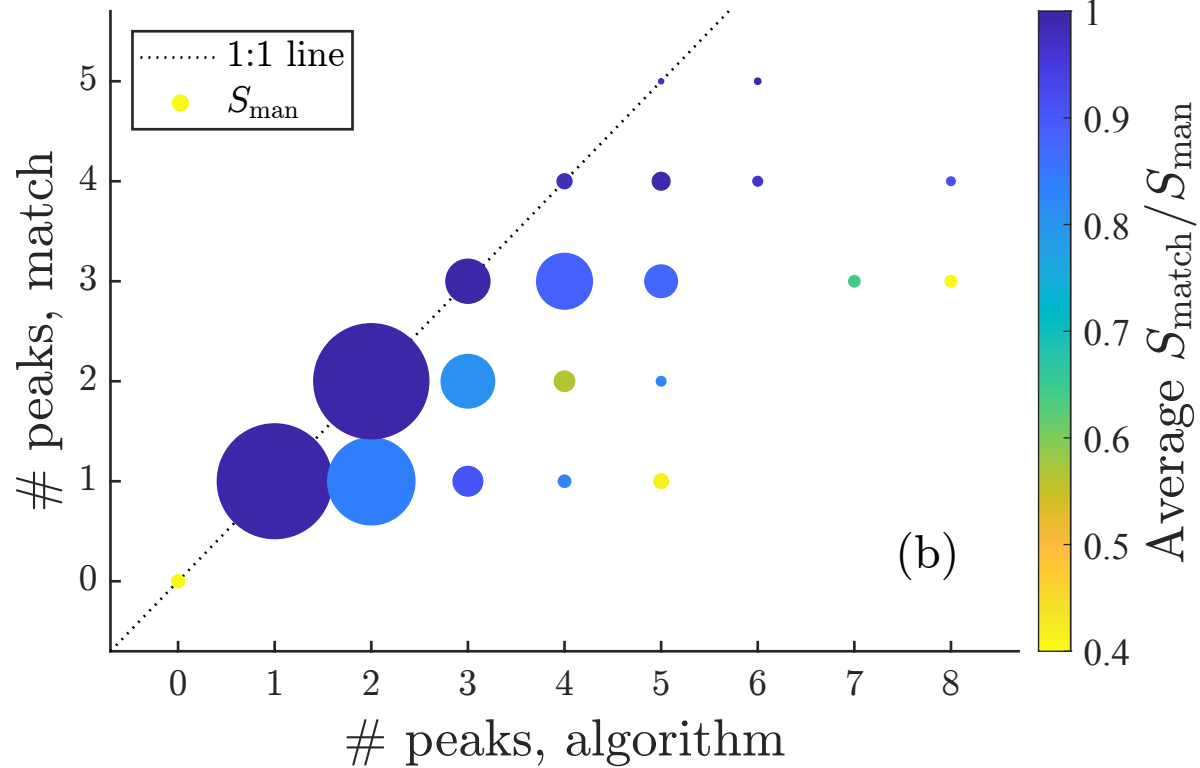 1:1 line
S_man
5
4
3
2
1
0
# peaks, match
0 1 2 3 4 5 6 7 8
# peaks, algorithm
(b)
1
0.9
0.8
0.7
0.6
0.5
0.4
Average S_match/S_man